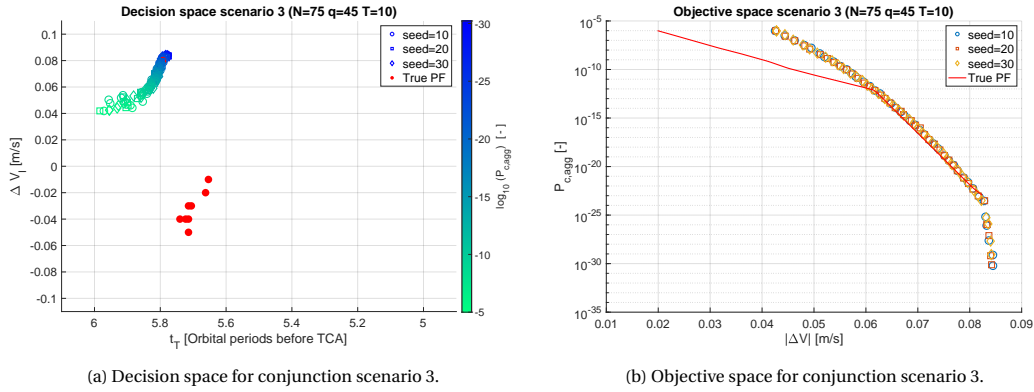 Decision space scenario 3 (N=75 q=45 T=10)
0.1
0.08
0.06
0.04
0.02
0
-0.02
-0.04
-0.06
-0.08
-0.1
Δ V_l [m/s]
6
5.8
5.6
5.4
5.2
5
t_T [Orbital periods before TCA]
seed=10
seed=20
seed=30
True PF
-30
-25
-20
-15
-10
-5
log_10 (P_c,agg) [-]
(a) Decision space for conjunction scenario 3.
Objective space scenario 3 (N=75 q=45 T=10)
10^-5
10^-10
10^-15
10^-20
10^-25
10^-30
10^-35
P_c,agg [-]
0.01
0.02
0.03
0.04
0.05
0.06
0.07
0.08
0.09
|ΔV| [m/s]
seed=10
seed=20
seed=30
True PF
(b) Objective space for conjunction scenario 3.